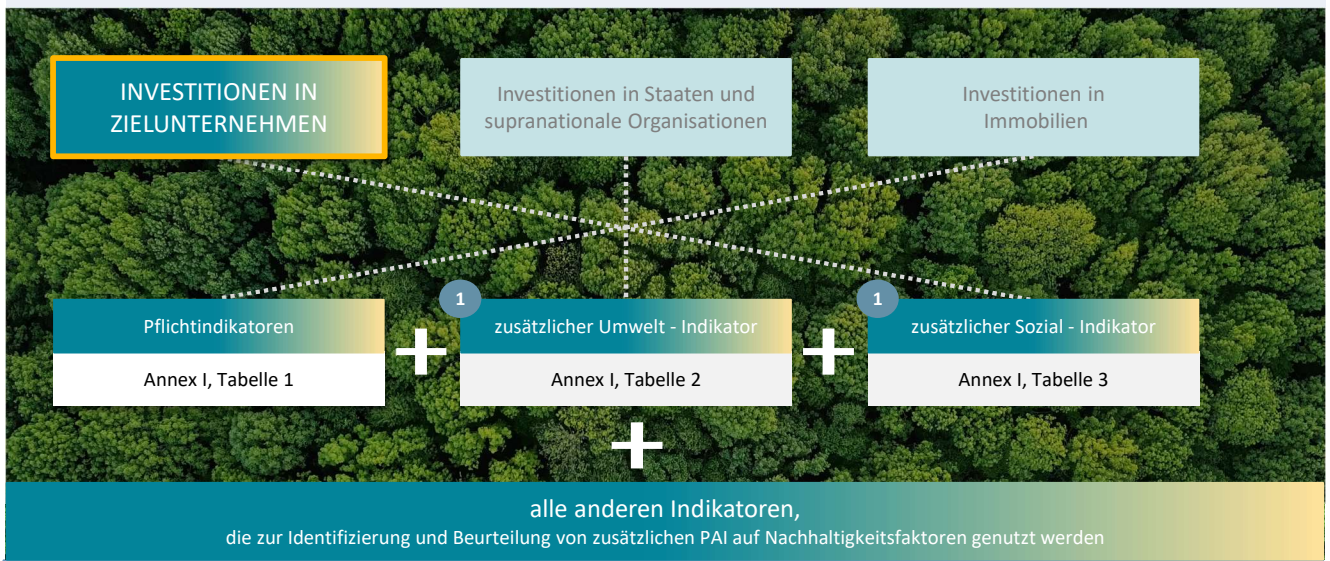 INVESTITIONEN IN
ZIELUNTERNEHMEN
Investitionen in Staaten und
supranationale Organisationen
Investitionen in
Immobilien
Pflichtindikatoren
Annex I, Tabelle 1
1
zusätzlicher Umwelt - Indikator
Annex I, Tabelle 2
1
zusätzlicher Sozial - Indikator
Annex I, Tabelle 3
alle anderen Indikatoren,
die zur Identifizierung und Beurteilung von zusätzlichen PAI auf Nachhaltigkeitsfaktoren genutzt werden